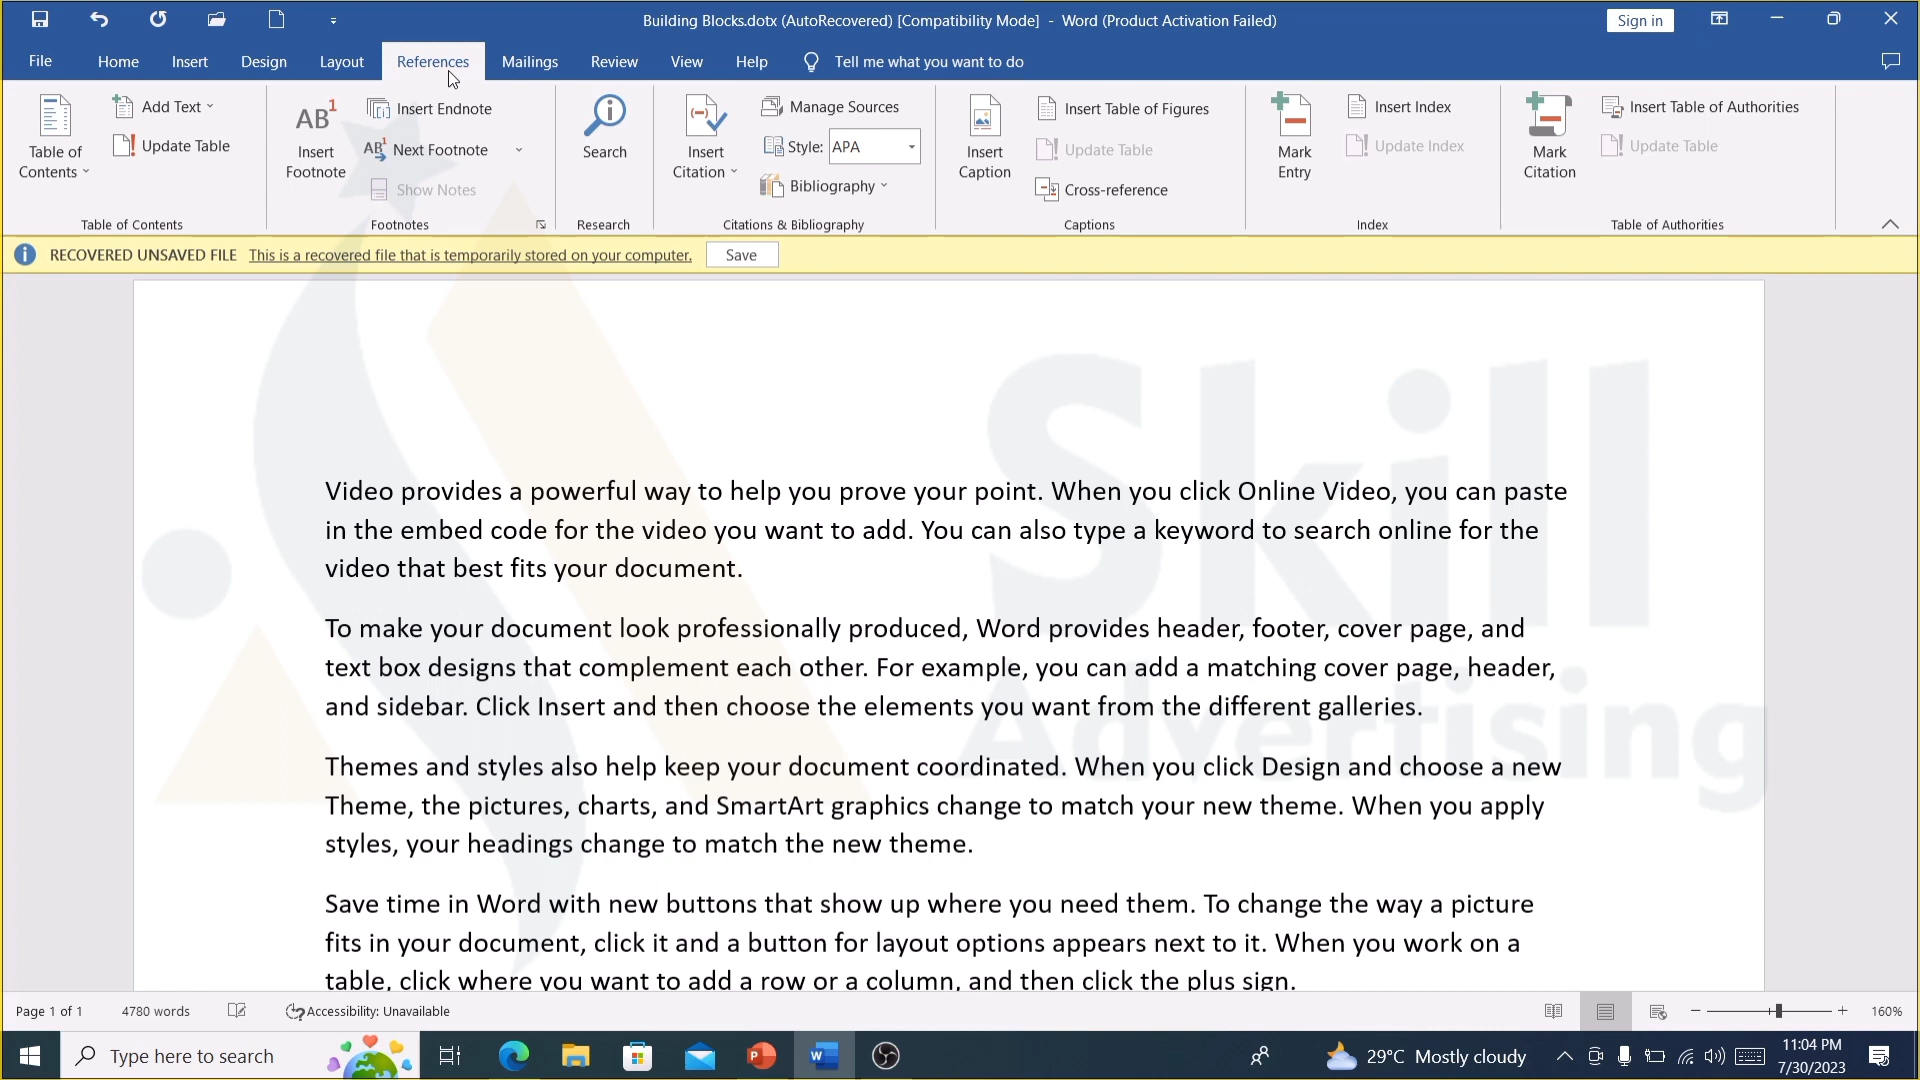 Building Blocks.dotx (AutoRecovered) [Compatibility Mode] - Word (Product Activation Failed)
Sign in
File Home Insert Design Layout References Mailings Review View Help Tell me what you want to do
Table of Contents
Add Text
Update Table
Table of Contents
AB1
Insert Footnote
Insert Endnote
Next Footnote
Show Notes
Footnotes
Search
Research
Insert Citation
Manage Sources
Style: APA
Bibliography
Citations & Bibliography
Insert Caption
Insert Table of Figures
Update Table
Cross-reference
Captions
Mark Entry
Insert Index
Update Index
Index
Mark Citation
Insert Table of Authorities
Update Table
Table of Authorities
RECOVERED UNSAVED FILE This is a recovered file that is temporarily stored on your computer. Save
Video provides a powerful way to help you prove your point. When you click Online Video, you can paste
in the embed code for the video you want to add. You can also type a keyword to search online for the
video that best fits your document.
To make your document look professionally produced, Word provides header, footer, cover page, and
text box designs that complement each other. For example, you can add a matching cover page, header,
and sidebar. Click Insert and then choose the elements you want from the different galleries.
Themes and styles also help keep your document coordinated. When you click Design and choose a new
Theme, the pictures, charts, and SmartArt graphics change to match your new theme. When you apply
styles, your headings change to match the new theme.
Save time in Word with new buttons that show up where you need them. To change the way a picture
fits in your document, click it and a button for layout options appears next to it. When you work on a
table, click where you want to add a row or a column, and then click the plus sign.
Skill
Advertising
Page 1 of 1 4780 words Accessibility: Unavailable 160%
Type here to search 29°C Mostly cloudy 11:04 PM
7/30/2023